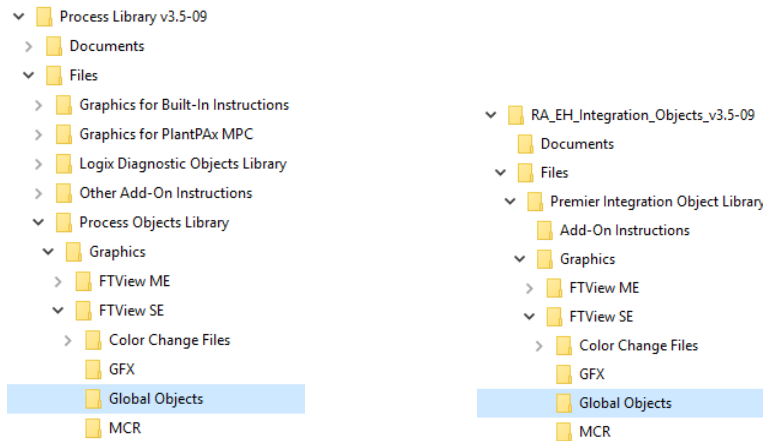 Process Library v3.5-09
Documents
Files
Graphics for Built-In Instructions
Graphics for PlantPAx MPC
Logix Diagnostic Objects Library
Other Add-On Instructions
Process Objects Library
Graphics
FTView ME
FTView SE
Color Change Files
GFX
Global Objects
MCR
RA_EH_Integration_Objects_v3.5-09
Documents
Files
Premier Integration Object Library
Add-On Instructions
Graphics
FTView ME
FTView SE
Color Change Files
GFX
Global Objects
MCR